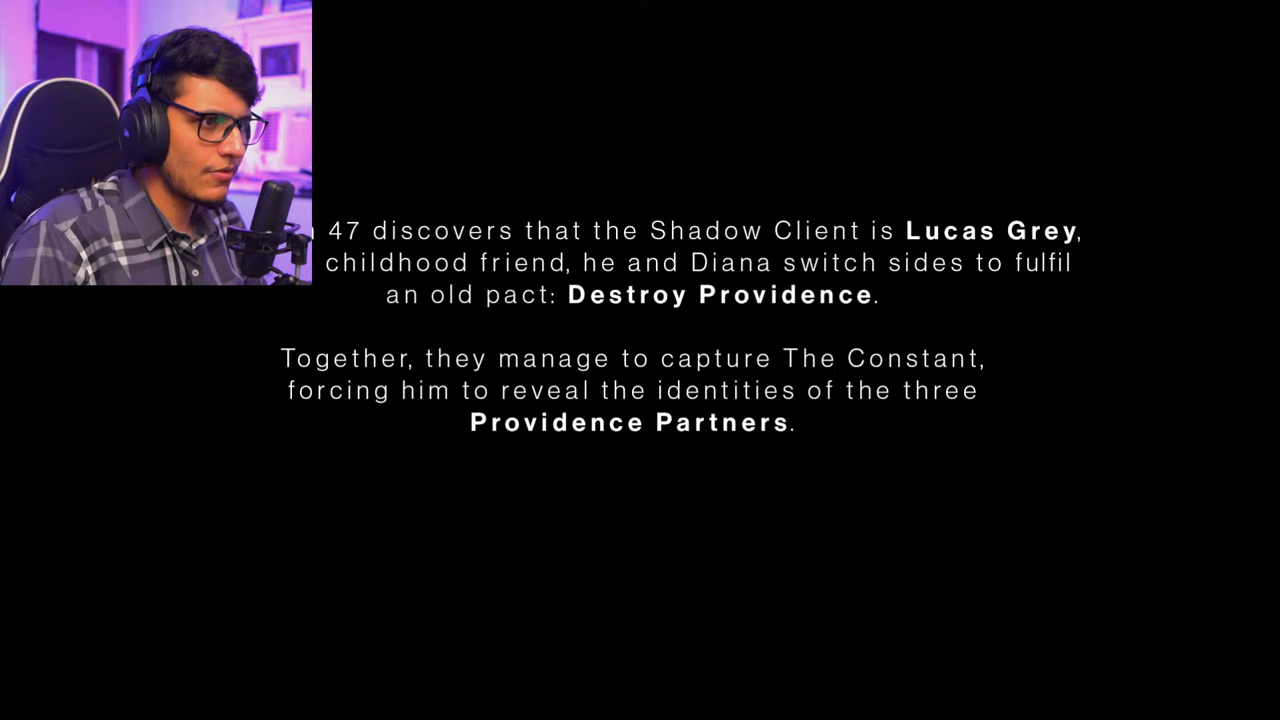 47 discovers that the Shadow Client is Lucas Grey,
childhood friend, he and Diana switch sides to fulfil
an old pact: Destroy Providence.
Together, they manage to capture The Constant,
forcing him to reveal the identities of the three
Providence Partners.